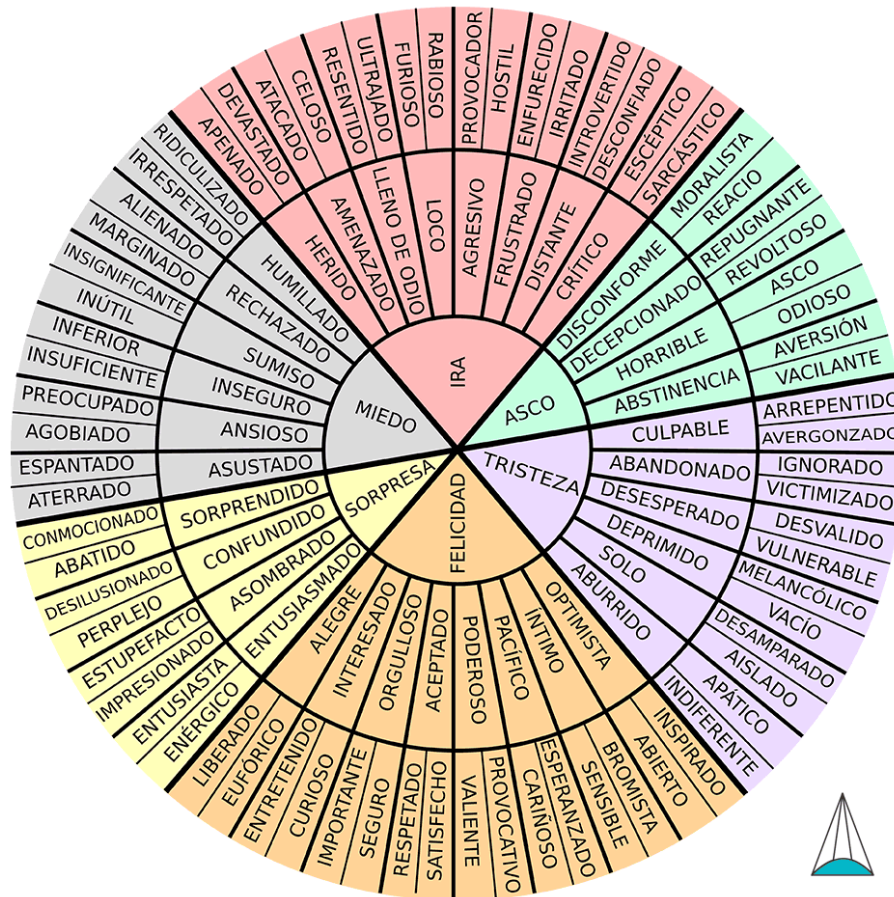 IRA
HERIDO
APENADO
DEVASTADO
AMENAZADO
ATACADO
CELOSO
LLENO DE ODIO
RESENTIDO
ULTRAJADO
LOCO
FURIOSO
RABIOSO
AGRESIVO
PROVOCADOR
HOSTIL
FRUSTRADO
ENFURECIDO
IRRITADO
DISTANTE
INTROVERTIDO
DESCONFIADO
CRÍTICO
ESCÉPTICO
SARCÁSTICO
ASCO
DISCONFORME
MORALISTA
REACIO
DECEPCIONADO
REPUGNANTE
REVOLTOSO
HORRIBLE
ASCO
ODIOSO
ABSTINENCIA
AVERSIÓN
VACILANTE
TRISTEZA
CULPABLE
ARREPENTIDO
AVERGONZADO
ABANDONADO
IGNORADO
VICTIMIZADO
DESESPERADO
DESVALIDO
VULNERABLE
DEPRIMIDO
MELANCÓLICO
VACÍO
SOLO
DESAMPARADO
AISLADO
ABURRIDO
APÁTICO
INDIFERENTE
FELICIDAD
OPTIMISTA
INSPIRADO
ABIERTO
ÍNTIMO
BROMISTA
SENSIBLE
PACÍFICO
ESPERANZADO
CARIÑOSO
PODEROSO
PROVOCATIVO
VALIENTE
ACEPTADO
SATISFECHO
RESPETADO
ORGULLOSO
SEGURO
IMPORTANTE
INTERESADO
CURIOSO
ENTRETENIDO
ALEGRE
EUFÓRICO
LIBERADO
SORPRESA
ENTUSIASMADO
ENÉRGICO
ENTUSIASTA
ASOMBRADO
IMPRESIONADO
ESTUPEFACTO
CONFUNDIDO
PERPLEJO
DESILUSIONADO
SORPRENDIDO
ABATIDO
CONMOCIONADO
MIEDO
ASUSTADO
ATERRADO
ESPANTADO
ANSIOSO
AGOBIADO
PREOCUPADO
INSEGURO
INSUFICIENTE
INFERIOR
SUMISO
INÚTIL
INSIGNIFICANTE
RECHAZADO
MARGINADO
ALIENADO
HUMILLADO
IRRESPETADO
RIDICULIZADO